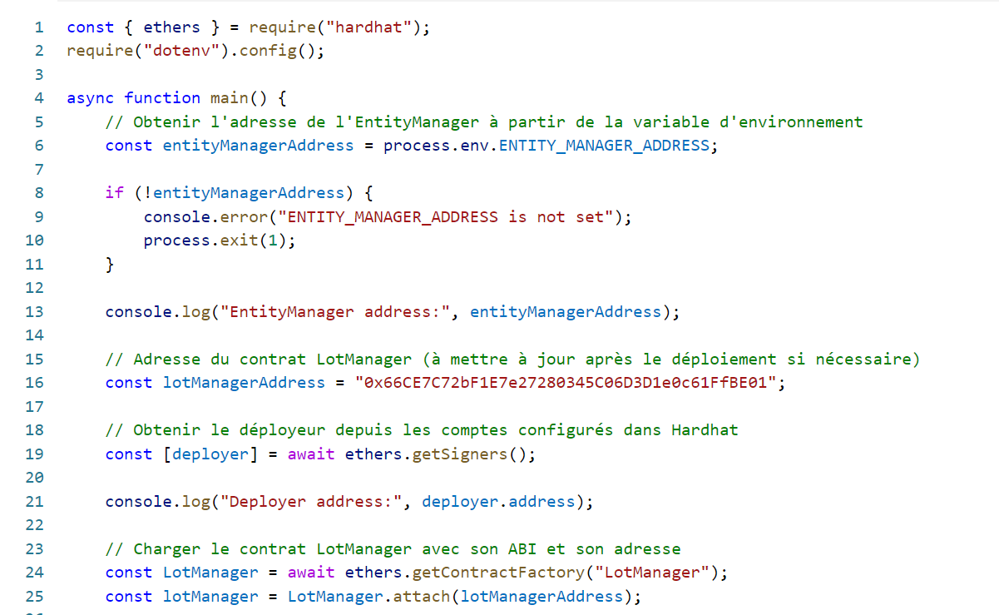 1 const { ethers } = require("hardhat");
2 require("dotenv").config();
3
4 async function main() {
5     // Obtenir l'adresse de l'EntityManager à partir de la variable d'environnement
6     const entityManagerAddress = process.env.ENTITY_MANAGER_ADDRESS;
7
8     if (!entityManagerAddress) {
9         console.error("ENTITY_MANAGER_ADDRESS is not set");
10         process.exit(1);
11     }
12
13     console.log("EntityManager address:", entityManagerAddress);
14
15     // Adresse du contrat LotManager (à mettre à jour après le déploiement si nécessaire)
16     const lotManagerAddress = "0x66CE7C72bF1E7e27280345C06D3D1e0c61FfBE01";
17
18     // Obtenir le déployeur depuis les comptes configurés dans Hardhat
19     const [deployer] = await ethers.getSigners();
20
21     console.log("Deployer address:", deployer.address);
22
23     // Charger le contrat LotManager avec son ABI et son adresse
24     const LotManager = await ethers.getContractFactory("LotManager");
25     const lotManager = LotManager.attach(lotManagerAddress);